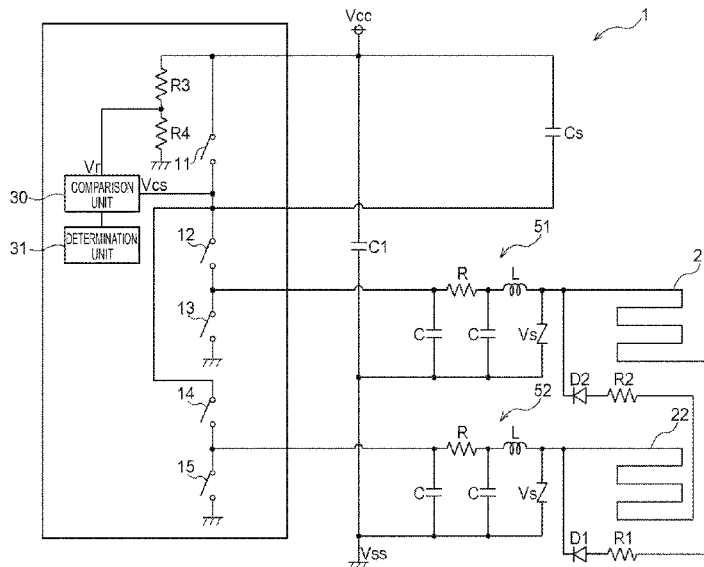 Vcc
1
R3
R4
11
Cs
Vr
Vcs
30
COMPARISON
UNIT
31
DETERMINATION
UNIT
12
C1
51
2
R
L
13
C
C
Vs
D2
R2
14
52
22
R
L
15
C
C
Vs
D1
R1
Vss